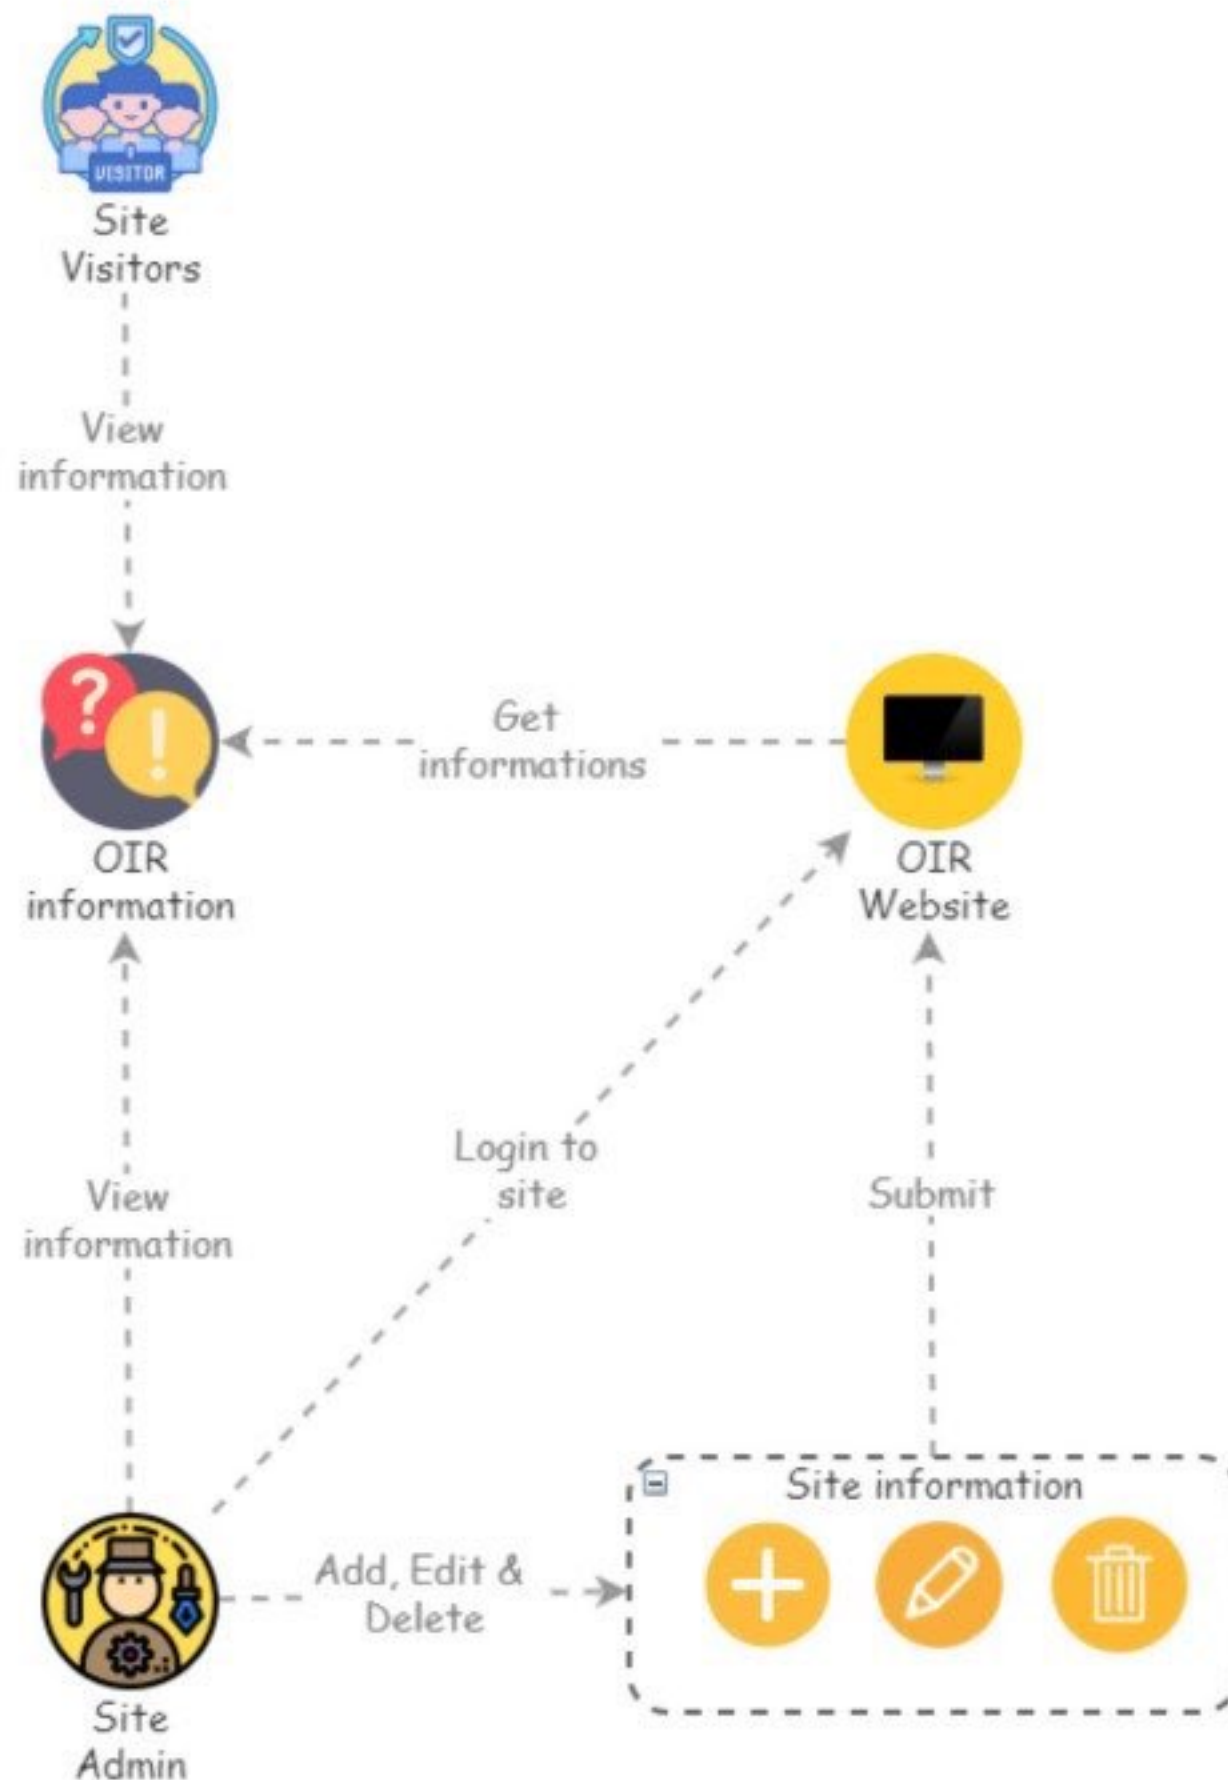 VISITOR
Site
Visitors
View
information
Get
informations
OIR
information
OIR
Website
Login to
site
View
information
Submit
Site information
Add, Edit &
Delete
Site
Admin